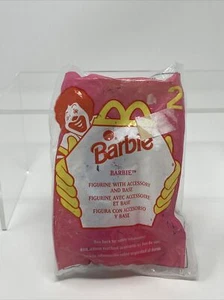 2
Barbie
BARBIE™
FIGURINE WITH ACCESSORY
AND BASE
FIGURINE AVEC ACCESSOIRE
ET BASE
FIGURA CON ACCESORIO
Y BASE